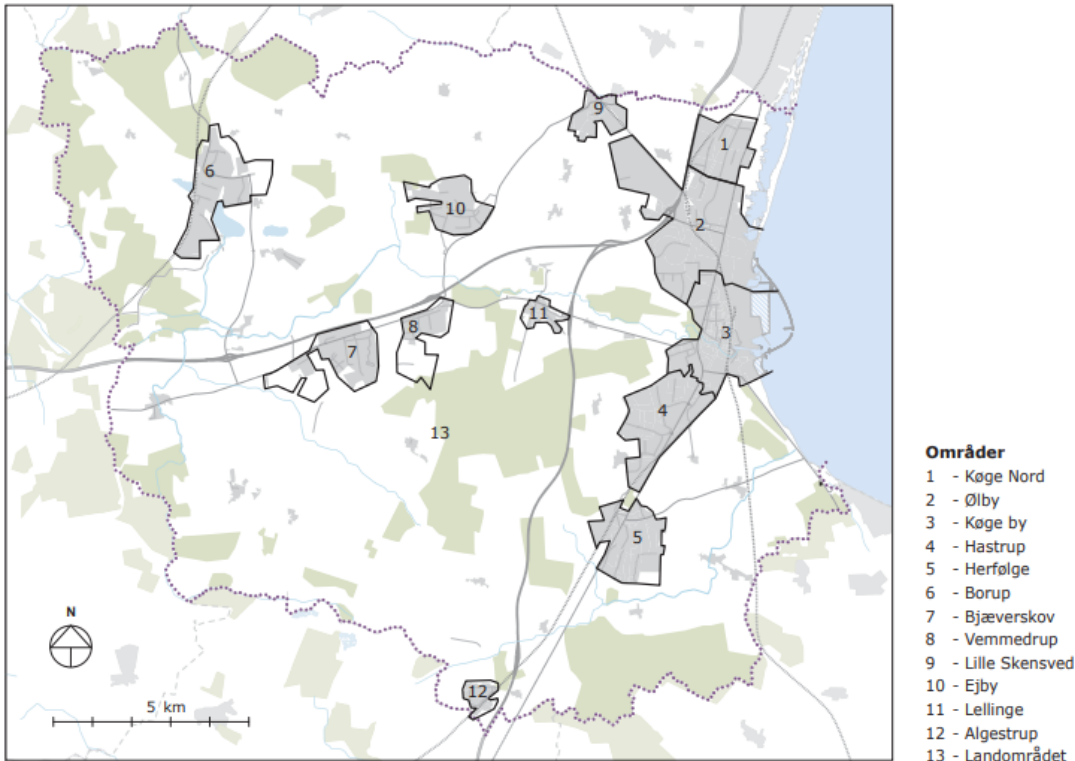 9
1
6
10
2
11
8
3
7
4
13
5
N
12
5 km
Områder
1 - Køge Nord
2 - Ølby
3 - Køge by
4 - Hastrup
5 - Herfølge
6 - Borup
7 - Bjæverskov
8 - Vemmedrup
9 - Lille Skensved
10 - Ejby
11 - Lellinge
12 - Algestrup
13 - Landområdet